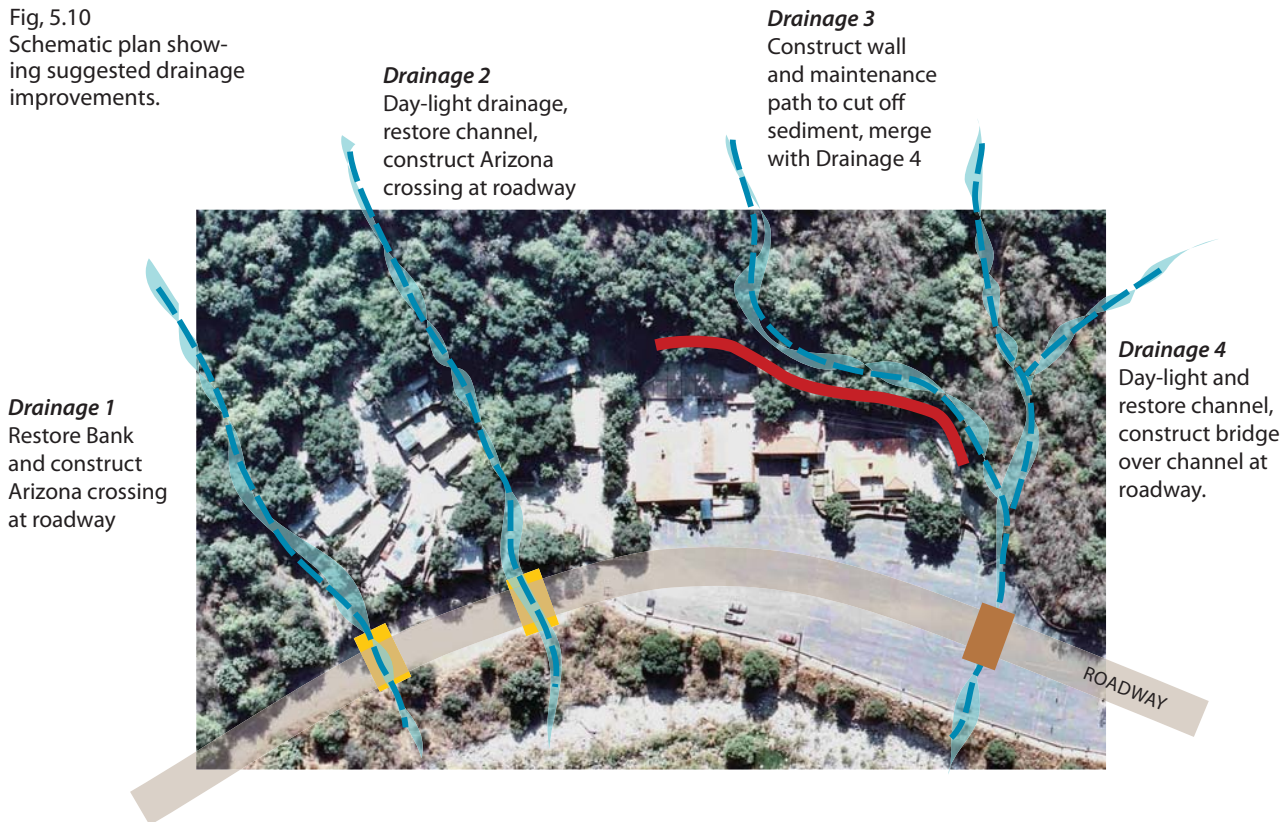 Fig, 5.10
Schematic plan show-
ing suggested drainage
improvements.
Drainage 2
Day-light drainage,
restore channel,
construct Arizona
crossing at roadway
Drainage 3
Construct wall
and maintenance
path to cut off
sediment, merge
with Drainage 4
Drainage 1
Restore Bank
and construct
Arizona crossing
at roadway
Drainage 4
Day-light and
restore channel,
construct bridge
over channel at
roadway.
ROADWAY